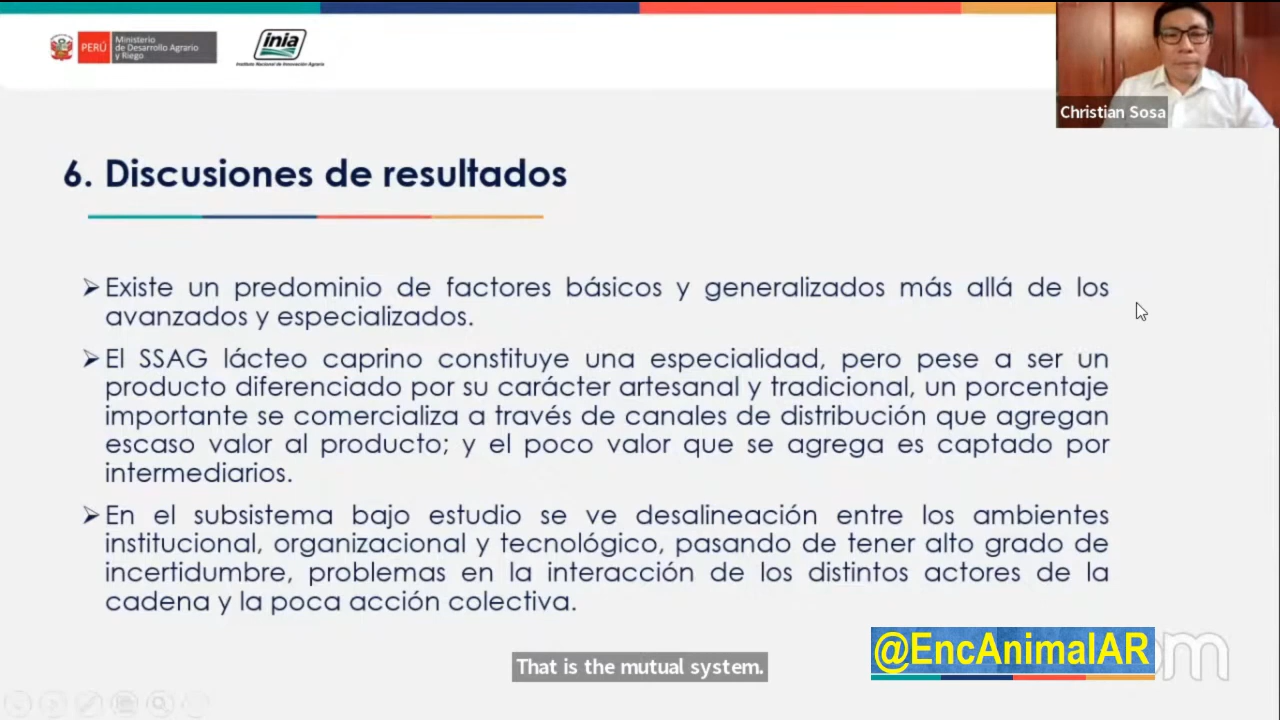 PERÚ
Ministerio
de Desarrollo Agrario
y Riego
inia
Instituto Nacional de Innovación Agraria
Christian Sosa
6. Discusiones de resultados
Existe un predominio de factores básicos y generalizados más allá de los
avanzados y especializados.
El SSAG lácteo caprino constituye una especialidad, pero pese a ser un
producto diferenciado por su carácter artesanal y tradicional, un porcentaje
importante se comercializa a través de canales de distribución que agregan
escaso valor al producto; y el poco valor que se agrega es captado por
intermediarios.
En el subsistema bajo estudio se ve desalineación entre los ambientes
institucional, organizacional y tecnológico, pasando de tener alto grado de
incertidumbre, problemas en la interacción de los distintos actores de la
cadena y la poca acción colectiva.
@EncAnimalAR
That is the mutual system.